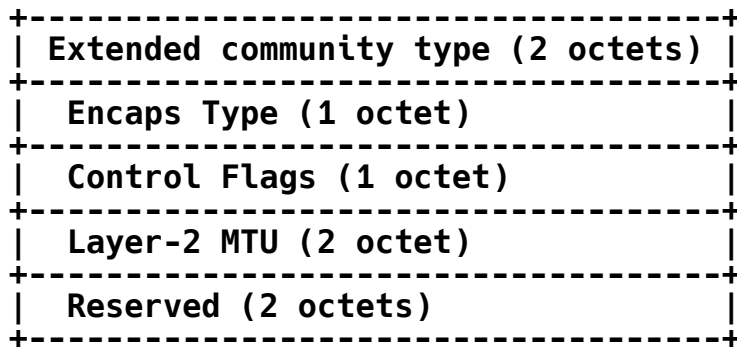 +------------------------------------+
| Extended community type (2 octets) |
+------------------------------------+
|  Encaps Type (1 octet)             |
+------------------------------------+
|  Control Flags (1 octet)           |
+------------------------------------+
|  Layer-2 MTU (2 octet)             |
+------------------------------------+
|  Reserved (2 octets)               |
+------------------------------------+